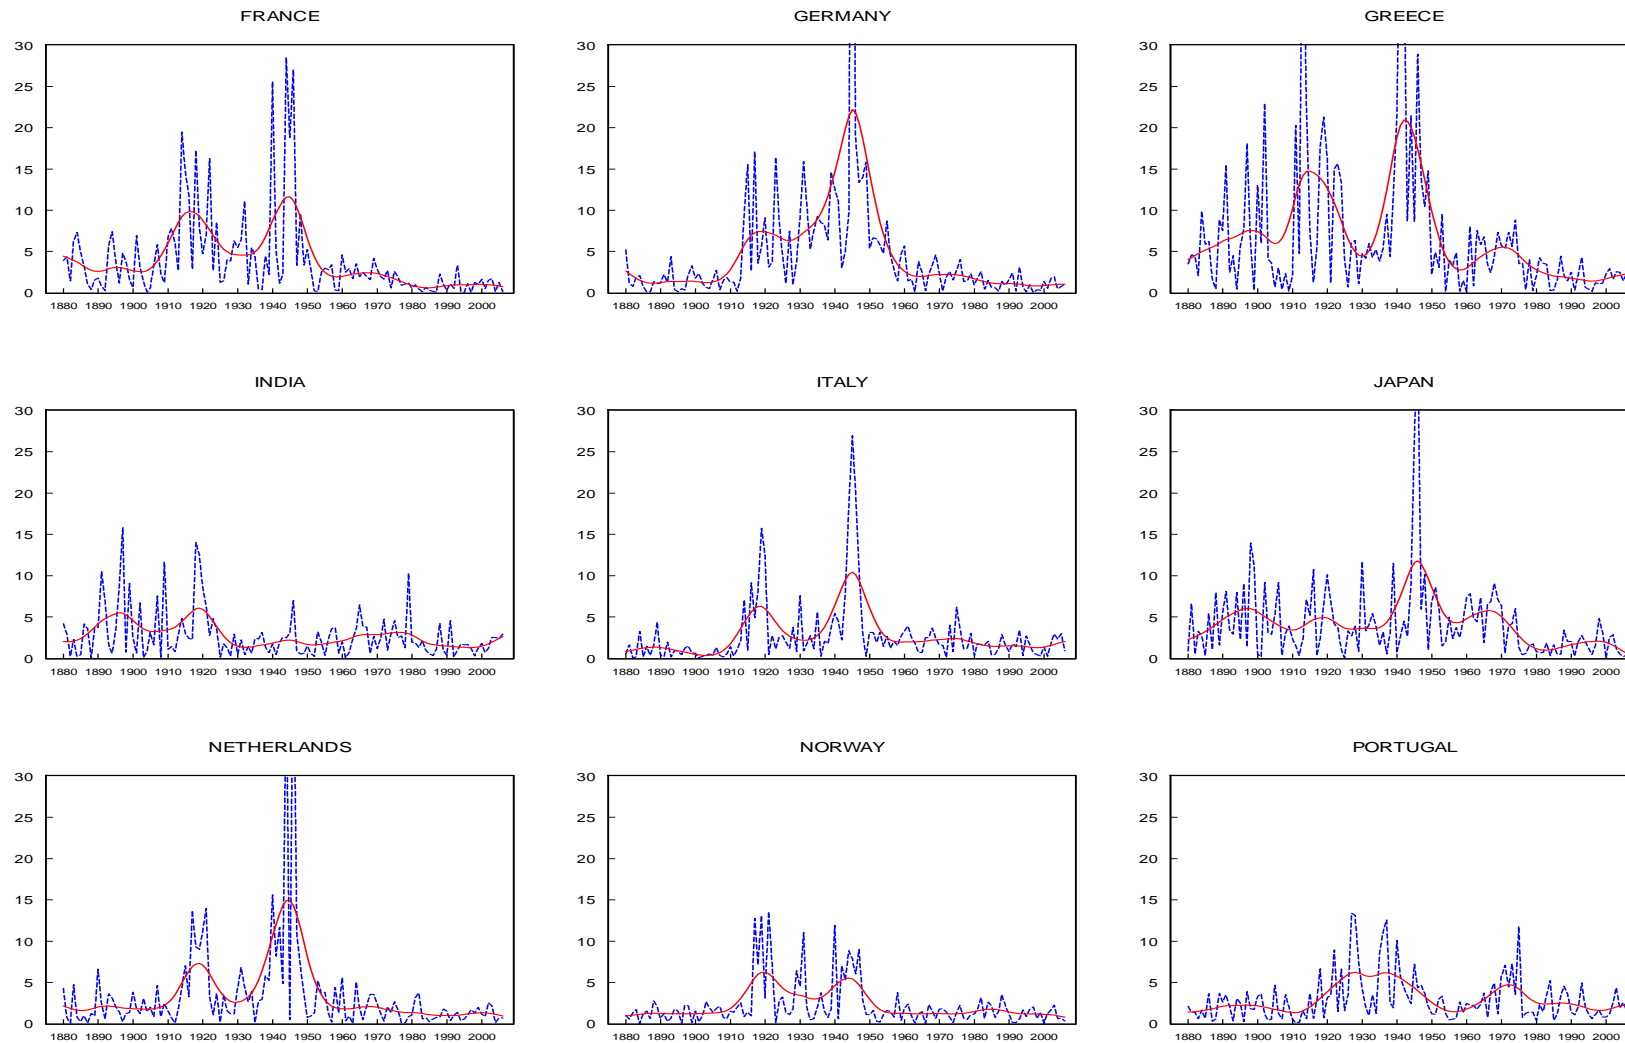 FRANCE GERMANY GREECE
30 30 30
25 25 25
20 20 20
15 15 15
10 10 10
5 5 5
0 0 0
1880 1890 1900 1910 1920 1930 1940 1950 1960 1970 1980 1990 2000 1880 1890 1900 1910 1920 1930 1940 1950 1960 1970 1980 1990 2000 1880 1890 1900 1910 1920 1930 1940 1950 1960 1970 1980 1990 2000
INDIA ITALY JAPAN
30 30 30
25 25 25
20 20 20
15 15 15
10 10 10
5 5 5
0 0 0
1880 1890 1900 1910 1920 1930 1940 1950 1960 1970 1980 1990 2000 1880 1890 1900 1910 1920 1930 1940 1950 1960 1970 1980 1990 2000 1880 1890 1900 1910 1920 1930 1940 1950 1960 1970 1980 1990 2000
NETHERLANDS NORWAY PORTUGAL
30 30 30
25 25 25
20 20 20
15 15 15
10 10 10
5 5 5
0 0 0
1880 1890 1900 1910 1920 1930 1940 1950 1960 1970 1980 1990 2000 1880 1890 1900 1910 1920 1930 1940 1950 1960 1970 1980 1990 2000 1880 1890 1900 1910 1920 1930 1940 1950 1960 1970 1980 1990 2000